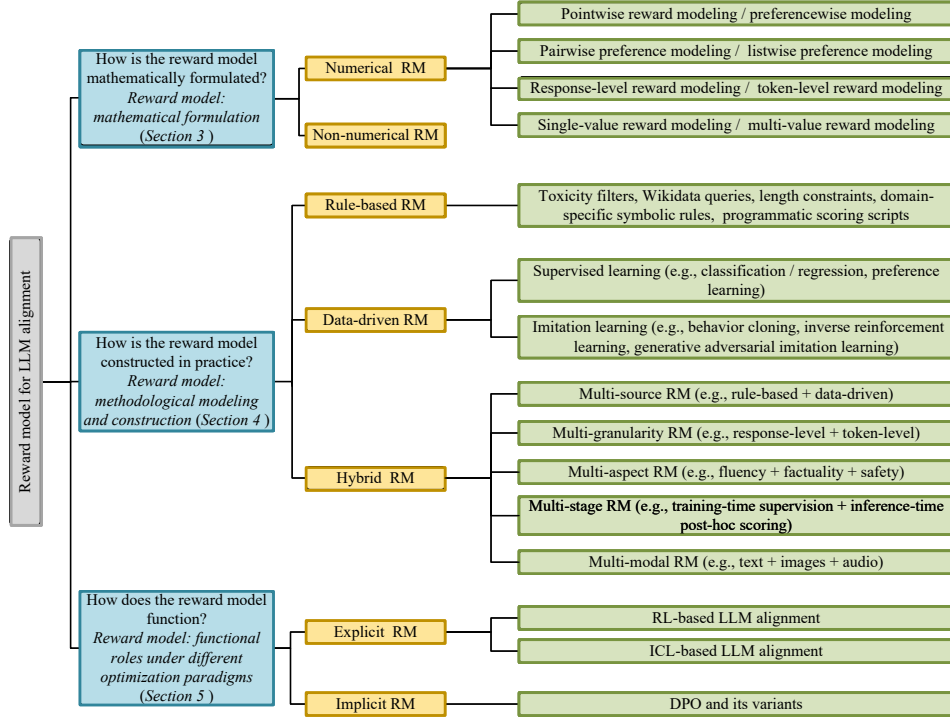 Reward model for LLM alignment
How is the reward model
mathematically formulated?
Reward model:
mathematical formulation
(Section 3 )
Numerical RM
Pointwise reward modeling / preferencewise modeling
Pairwise preference modeling / listwise preference modeling
Response-level reward modeling / token-level reward modeling
Single-value reward modeling / multi-value reward modeling
Non-numerical RM
How is the reward model
constructed in practice?
Reward model:
methodological modeling
and construction (Section 4 )
Rule-based RM
Toxicity filters, Wikidata queries, length constraints, domain-
specific symbolic rules, programmatic scoring scripts
Data-driven RM
Supervised learning (e.g., classification / regression, preference
learning)
Imitation learning (e.g., behavior cloning, inverse reinforcement
learning, generative adversarial imitation learning)
Hybrid RM
Multi-source RM (e.g., rule-based + data-driven)
Multi-granularity RM (e.g., response-level + token-level)
Multi-aspect RM (e.g., fluency + factuality + safety)
Multi-stage RM (e.g., training-time supervision + inference-time
post-hoc scoring)
Multi-modal RM (e.g., text + images + audio)
How does the reward model
function?
Reward model: functional
roles under different
optimization paradigms
(Section 5 )
Explicit RM
RL-based LLM alignment
ICL-based LLM alignment
Implicit RM
DPO and its variants